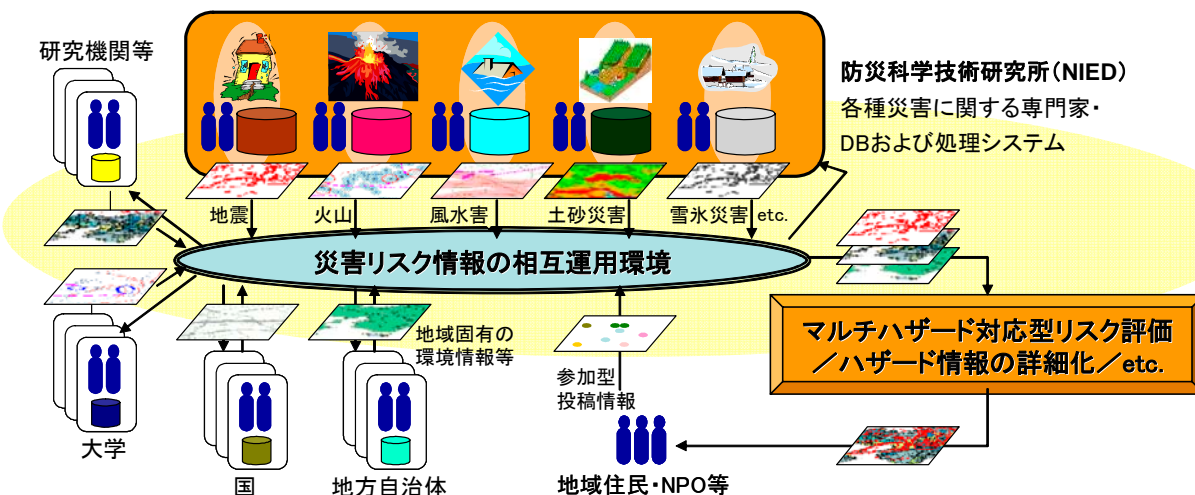 研究機関等
防災科学技術研究所(NIED)
各種災害に関する専門家・
DBおよび処理システム
地震
火山
風水害
土砂災害
雪氷災害 etc.
災害リスク情報の相互運用環境
地域固有の
環境情報等
参加型
投稿情報
マルチハザード対応型リスク評価
／ハザード情報の詳細化／etc.
大学
国
地方自治体
地域住民・NPO等